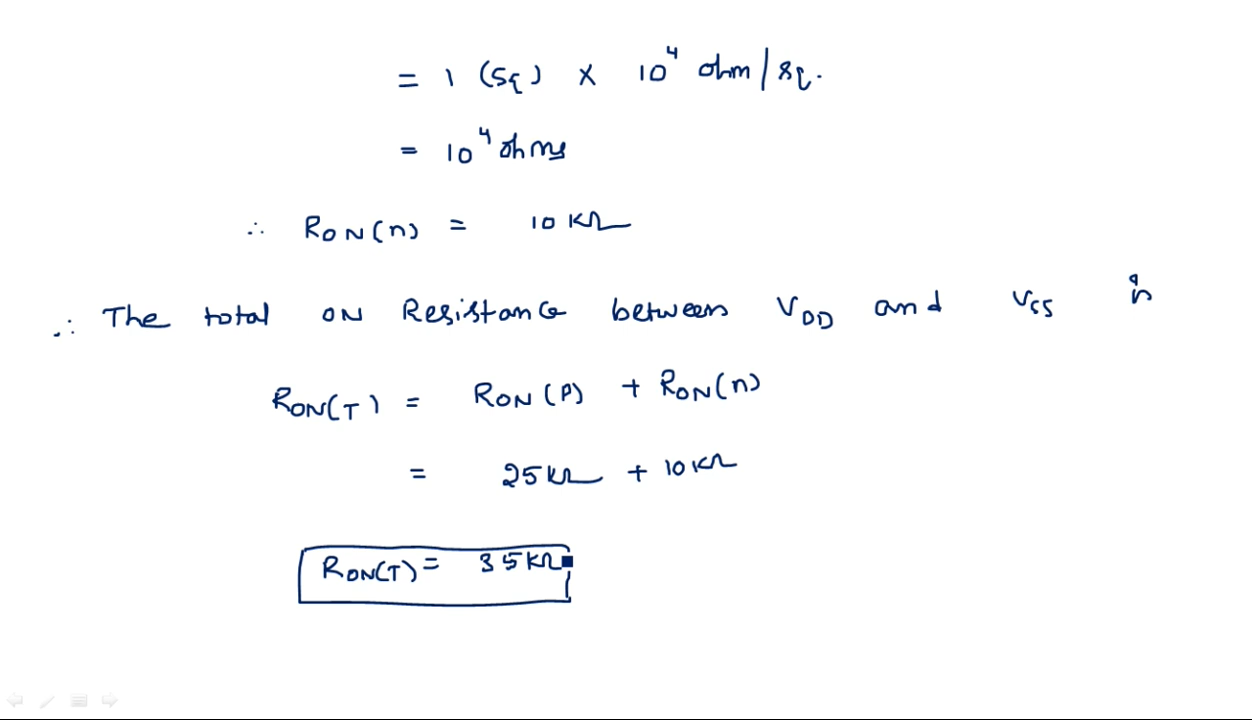 = 1 (Sq) × 10⁴ ohm/sq.
= 10⁴ ohms
∴ RON(n) = 10 KΩ
∴ The total ON Resistance between VDD and VSS is
RON(T) = RON(P) + RON(n)
= 25KΩ + 10KΩ
RON(T) = 35KΩ